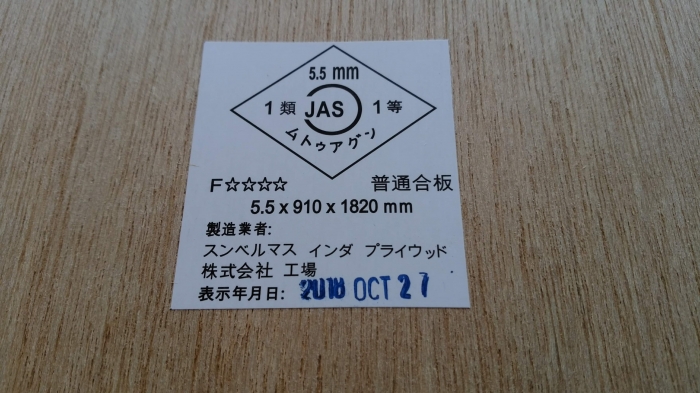 5.5 mm
1類 JAS 1等
ムトゥアグン
F☆☆☆☆ 普通合板
5.5 x 910 x 1820 mm
製造業者:
スンベルマス インダ プライウッド
株式会社 工場
表示年月日: 2018 OCT 27